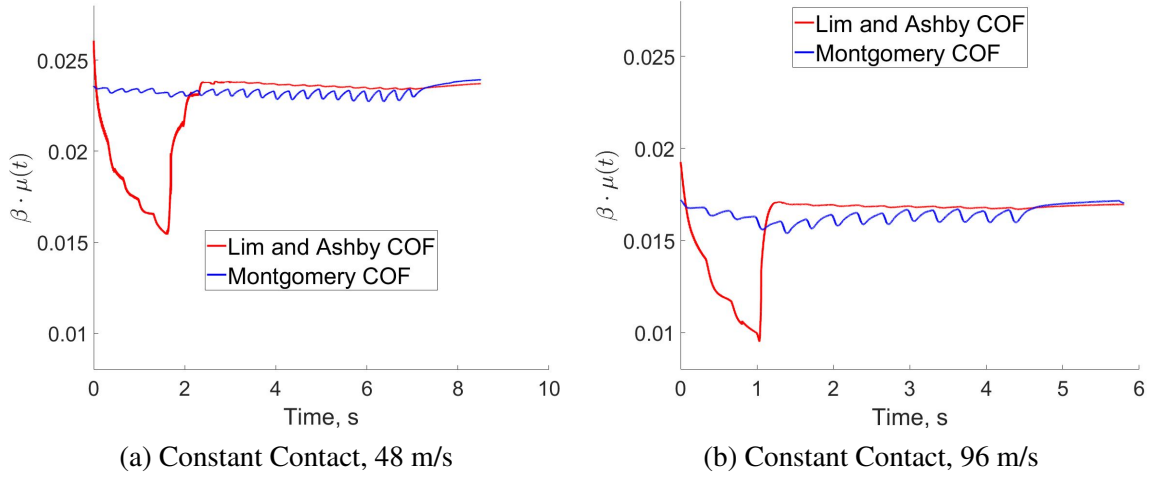 0.025
0.02
0.015
0.01
β · μ(t)
0 2 4 6 8 10
Time, s
Lim and Ashby COF
Montgomery COF
(a) Constant Contact, 48 m/s
Lim and Ashby COF
Montgomery COF
0.025
0.02
0.015
0.01
β · μ(t)
0 1 2 3 4 5 6
Time, s
(b) Constant Contact, 96 m/s